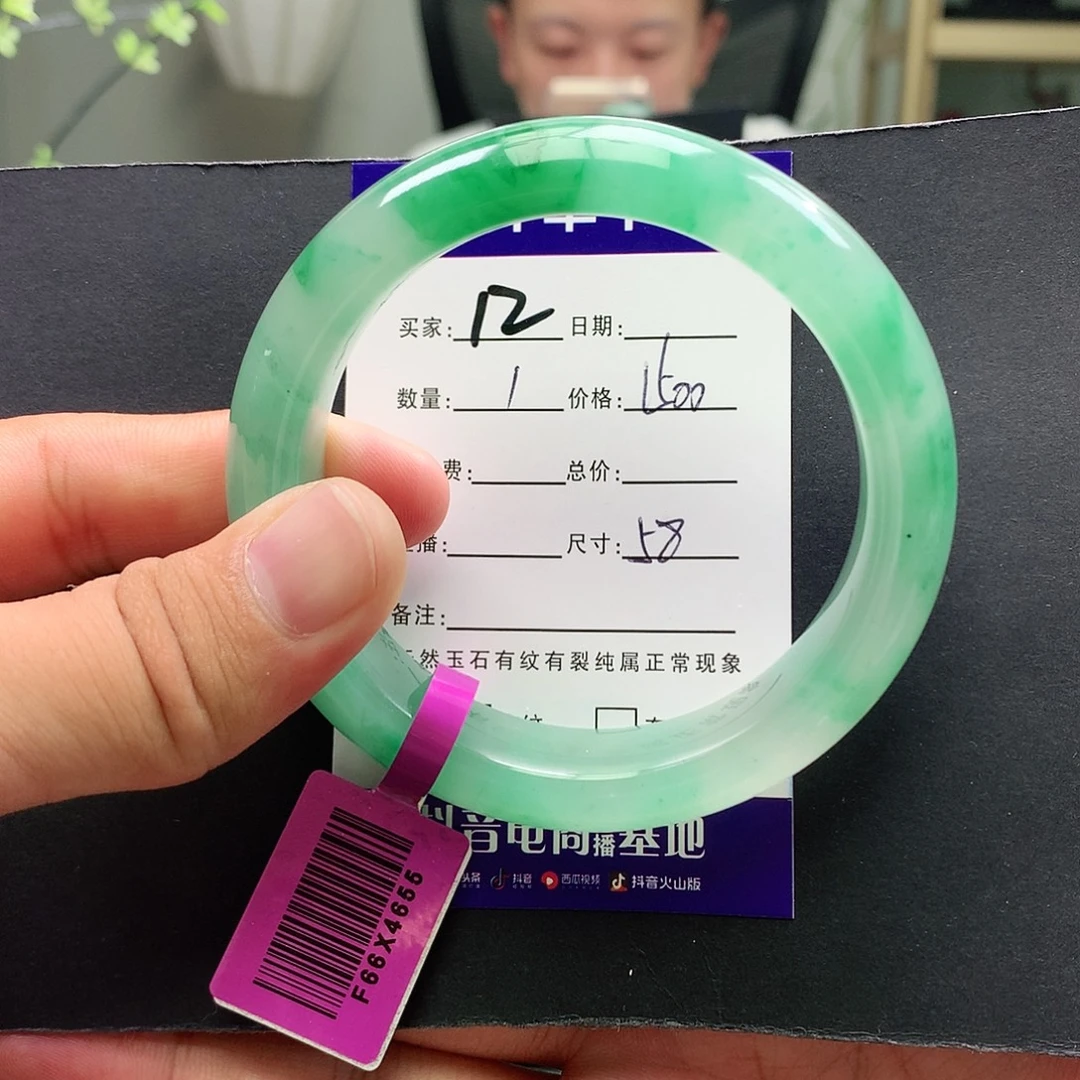 买家: 12 日期:
数量: 1 价格: 1500
费: 总价:
播: 尺寸: 58
备注:
然玉石有纹有裂纯属正常现象
抖音电商播基地
头条 抖音 西瓜视频 抖音火山版
F66X4655